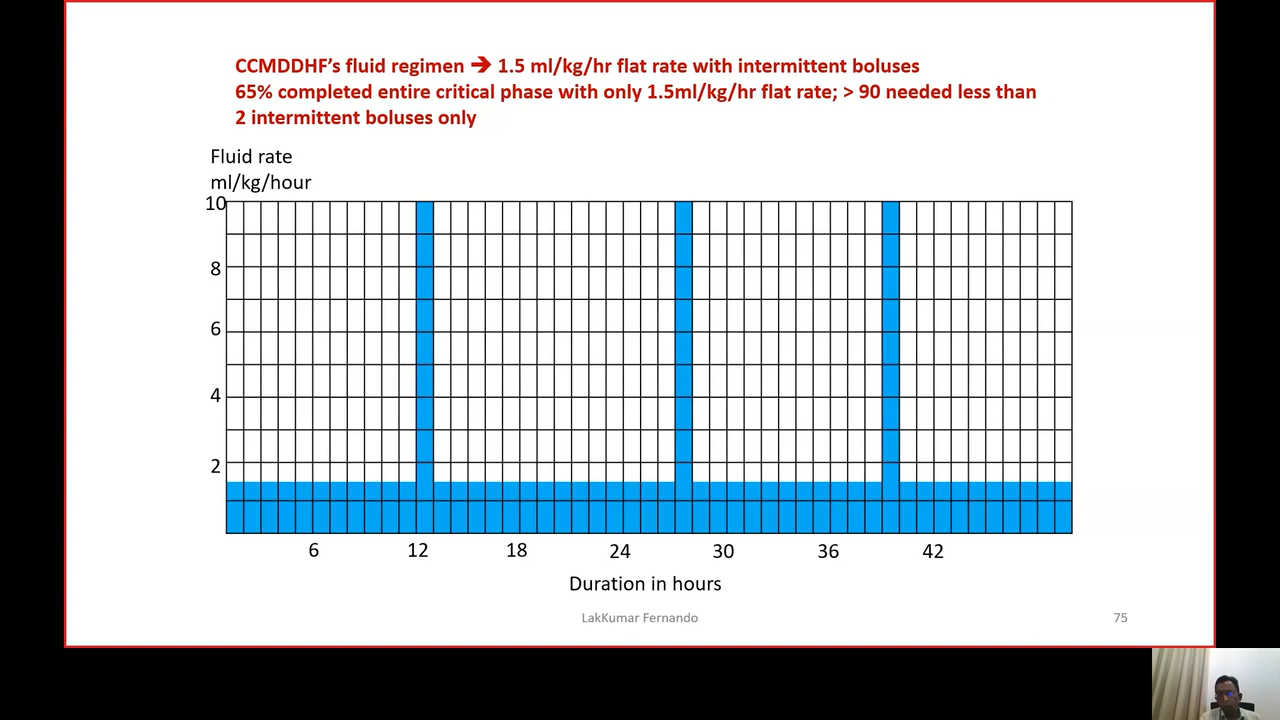 CCMDDHF’s fluid regimen ➔ 1.5 ml/kg/hr flat rate with intermittent boluses
65% completed entire critical phase with only 1.5ml/kg/hr flat rate; > 90 needed less than
2 intermittent boluses only
Fluid rate
ml/kg/hour
10
8
6
4
2
6 12 18 24 30 36 42
Duration in hours
LakKumar Fernando 75